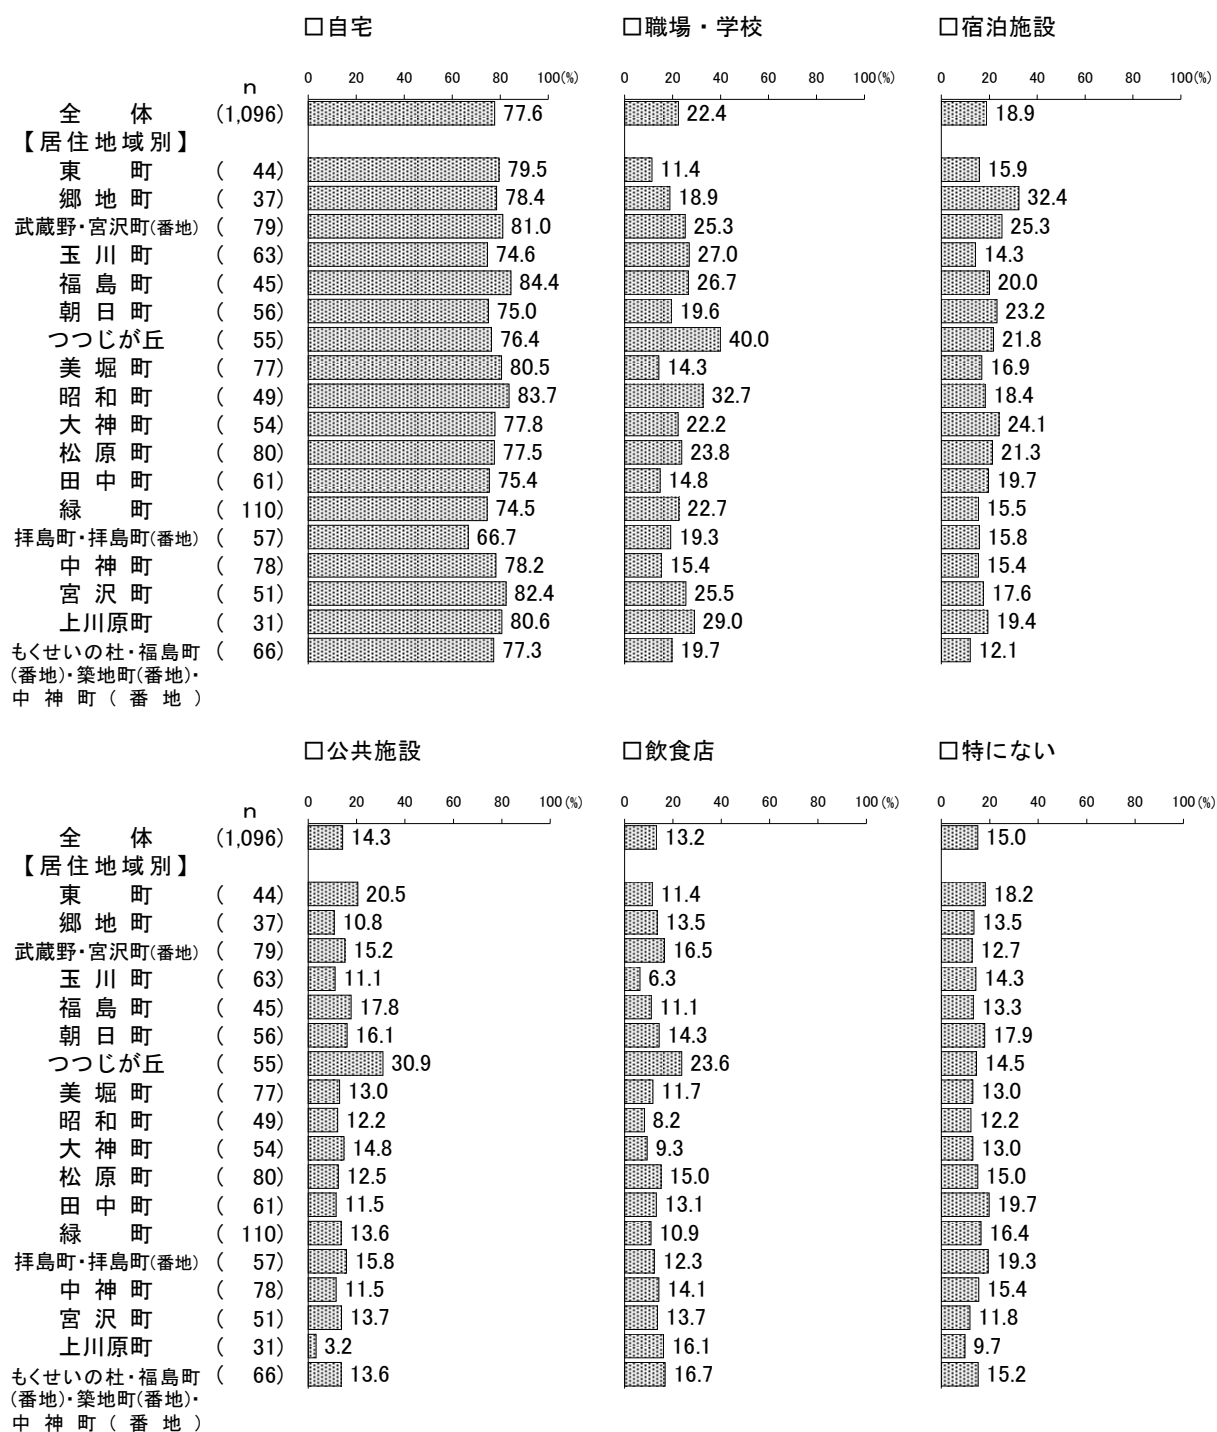 □自宅 □職場・学校 □宿泊施設
n 0 20 40 60 80 100(%) 0 20 40 60 80 100(%) 0 20 40 60 80 100(%)
全体 (1,096) 77.6 22.4 18.9
【居住地域別】
東町 ( 44) 79.5 11.4 15.9
郷地町 ( 37) 78.4 18.9 32.4
武蔵野・宮沢町(番地) ( 79) 81.0 25.3 25.3
玉川町 ( 63) 74.6 27.0 14.3
福島町 ( 45) 84.4 26.7 20.0
朝日町 ( 56) 75.0 19.6 23.2
つつじが丘 ( 55) 76.4 40.0 21.8
美堀町 ( 77) 80.5 14.3 16.9
昭和町 ( 49) 83.7 32.7 18.4
大神町 ( 54) 77.8 22.2 24.1
松原町 ( 80) 77.5 23.8 21.3
田中町 ( 61) 75.4 14.8 19.7
緑町 ( 110) 74.5 22.7 15.5
拝島町・拝島町(番地) ( 57) 66.7 19.3 15.8
中神町 ( 78) 78.2 15.4 15.4
宮沢町 ( 51) 82.4 25.5 17.6
上川原町 ( 31) 80.6 29.0 19.4
もくせいの杜・福島町 ( 66) 77.3 19.7 12.1
(番地)・築地町(番地)・
中神町(番地)
□公共施設 □飲食店 □特にない
n 0 20 40 60 80 100(%) 0 20 40 60 80 100(%) 0 20 40 60 80 100(%)
全体 (1,096) 14.3 13.2 15.0
【居住地域別】
東町 ( 44) 20.5 11.4 18.2
郷地町 ( 37) 10.8 13.5 13.5
武蔵野・宮沢町(番地) ( 79) 15.2 16.5 12.7
玉川町 ( 63) 11.1 6.3 14.3
福島町 ( 45) 17.8 11.1 13.3
朝日町 ( 56) 16.1 14.3 17.9
つつじが丘 ( 55) 30.9 23.6 14.5
美堀町 ( 77) 13.0 11.7 13.0
昭和町 ( 49) 12.2 8.2 12.2
大神町 ( 54) 14.8 9.3 13.0
松原町 ( 80) 12.5 15.0 15.0
田中町 ( 61) 11.5 13.1 19.7
緑町 ( 110) 13.6 10.9 16.4
拝島町・拝島町(番地) ( 57) 15.8 12.3 19.3
中神町 ( 78) 11.5 14.1 15.4
宮沢町 ( 51) 13.7 13.7 11.8
上川原町 ( 31) 3.2 16.1 9.7
もくせいの杜・福島町 ( 66) 13.6 16.7 15.2
(番地)・築地町(番地)・
中神町(番地)